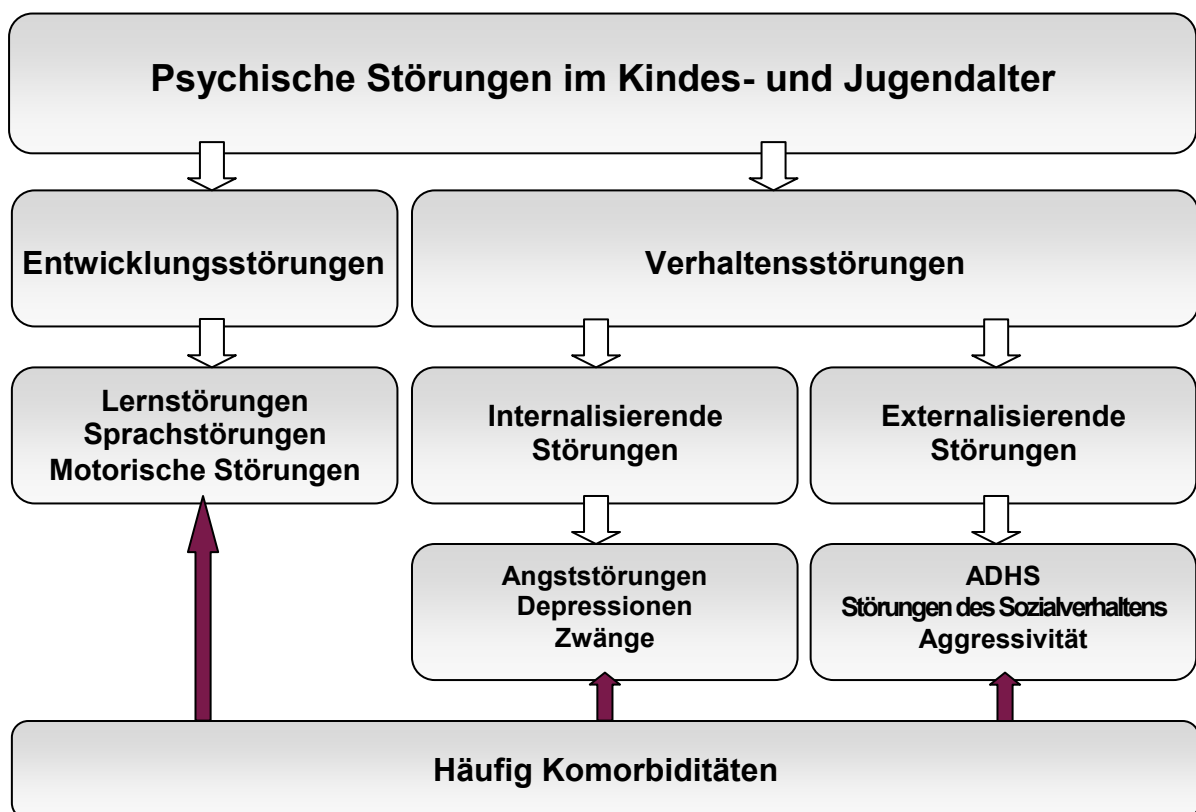 Psychische Störungen im Kindes- und Jugendalter
Entwicklungsstörungen
Verhaltensstörungen
Lernstörungen
Sprachstörungen
Motorische Störungen
Internalisierende
Störungen
Externalisierende
Störungen
Angststörungen
Depressionen
Zwänge
ADHS
Störungen des Sozialverhaltens
Aggressivität
Häufig Komorbiditäten